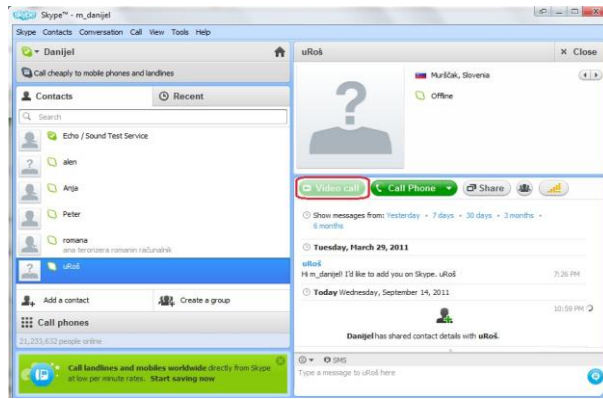 Skype™ - m_danijel
Skype Contacts Conversation Call View Tools Help
Danijel
Call cheaply to mobile phones and landlines
Contacts
Recent
Search
Echo / Sound Test Service
alen
Anja
Peter
romana
ana terorizera romanin računalnik
uRoš
Add a contact
Create a group
Call phones
21,233,632 people online
Call landlines and mobiles worldwide directly from Skype
at low per minute rates. Start saving now
uRoš
Close
Murščak, Slovenia
Offline
Video call
Call Phone
Share
Show messages from: Yesterday • 7 days • 30 days • 3 months •
6 months
Tuesday, March 29, 2011
uRoš
Hi m_danijel! I'd like to add you on Skype. uRoš
7:26 PM
Today Wednesday, September 14, 2011
10:59 PM
Danijel has shared contact details with uRoš.
SMS
Type a message to uRoš here